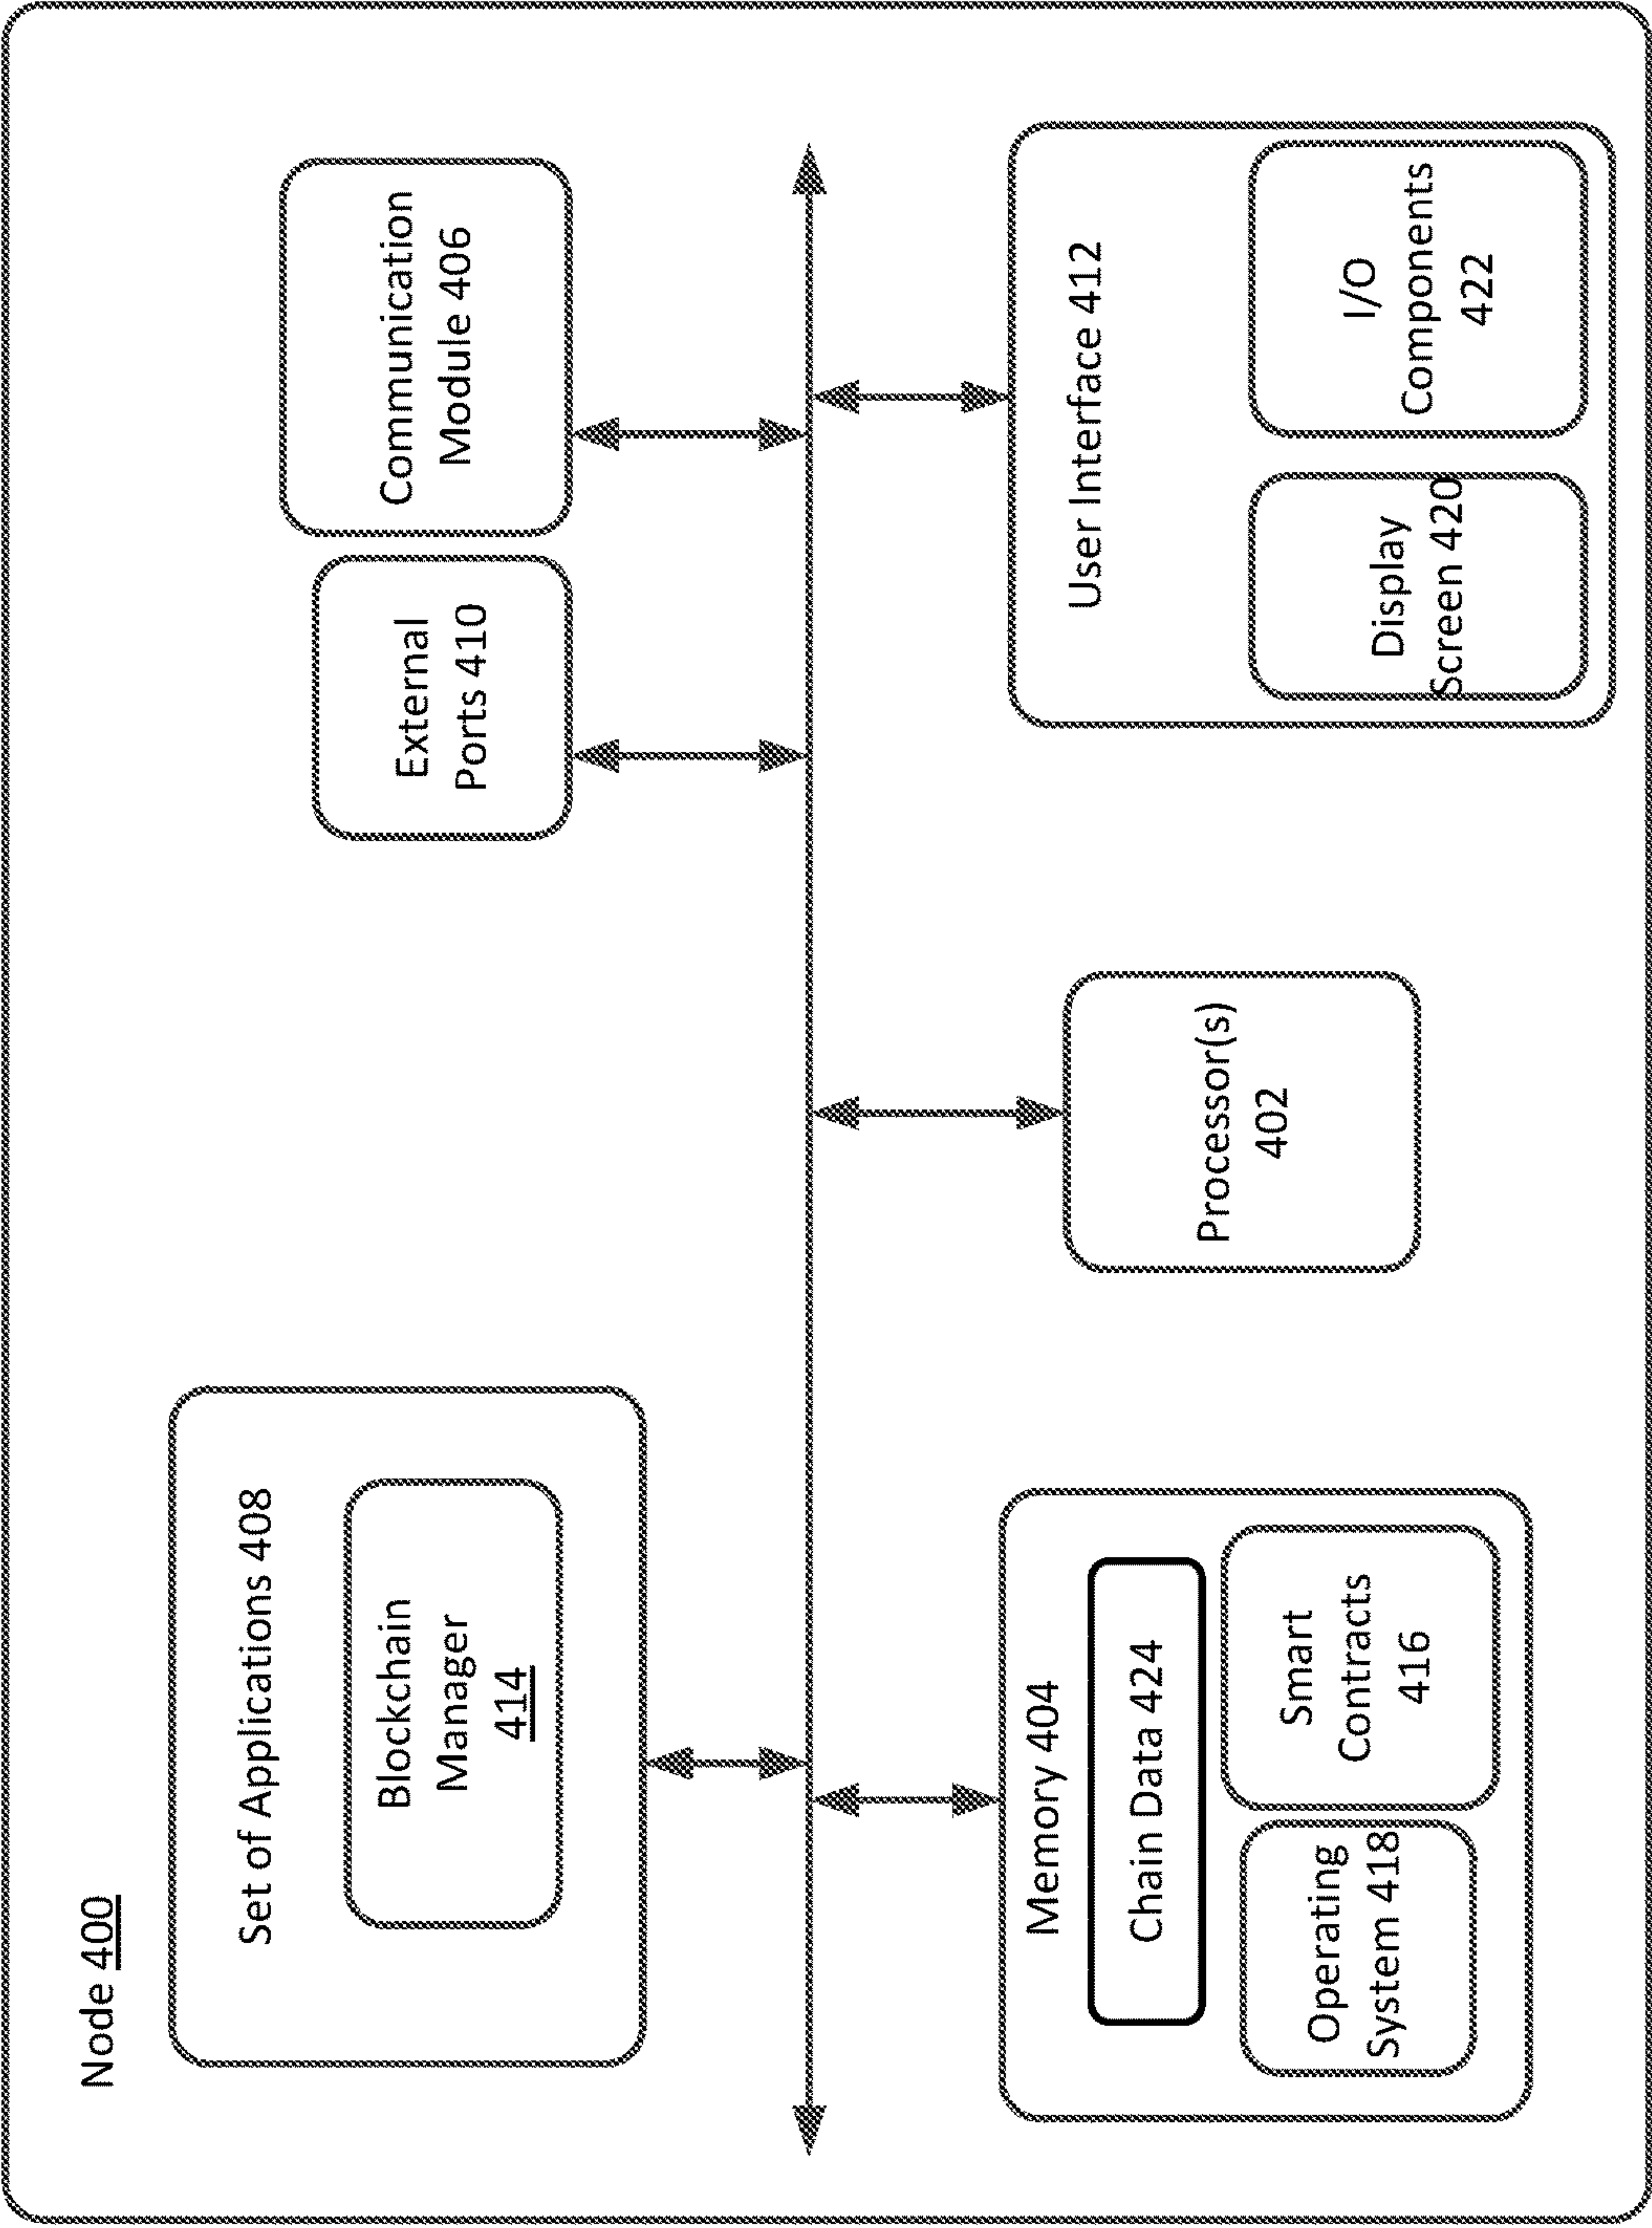 Node 400
Set of Applications 408
Blockchain
Manager
414
External
Ports 410
Communication
Module 406
Memory 404
Chain Data 424
Operating
System 418
Smart
Contracts
416
Processor(s)
402
User Interface 412
Display
Screen 420
I/O
Components
422